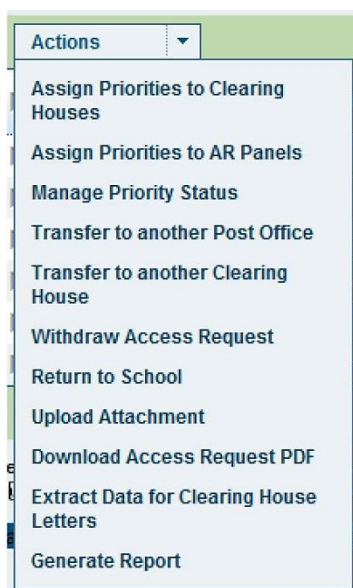 Actions
Assign Priorities to Clearing
Houses
Assign Priorities to AR Panels
Manage Priority Status
Transfer to another Post Office
Transfer to another Clearing
House
Withdraw Access Request
Return to School
Upload Attachment
Download Access Request PDF
Extract Data for Clearing House
Letters
Generate Report